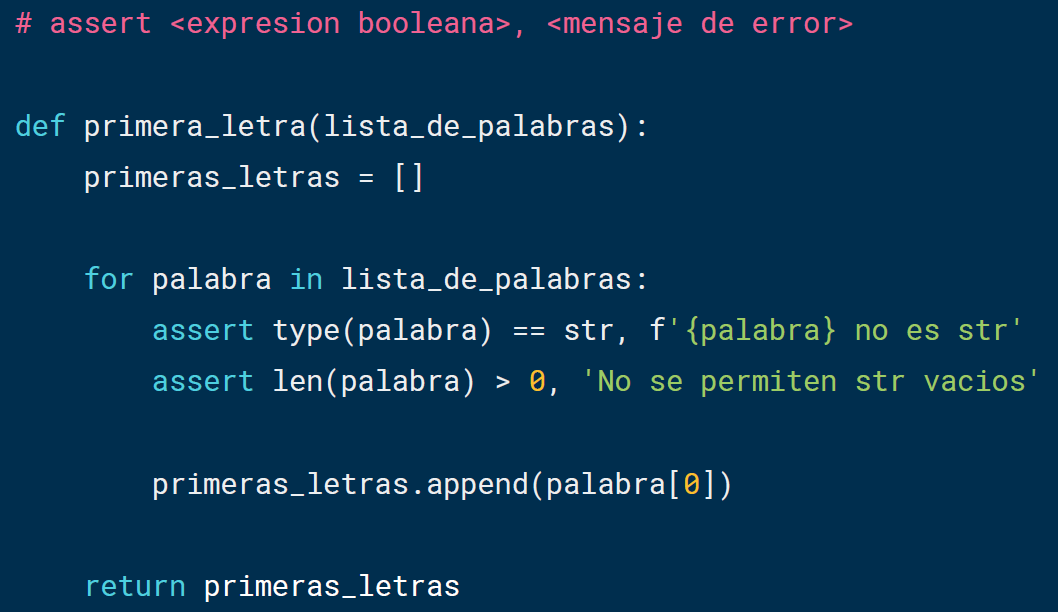 # assert <expresion booleana>, <mensaje de error>
def primera_letra(lista_de_palabras):
    primeras_letras = []
    for palabra in lista_de_palabras:
        assert type(palabra) == str, f'{palabra} no es str'
        assert len(palabra) > 0, 'No se permiten str vacios'
        primeras_letras.append(palabra[0])
    return primeras_letras